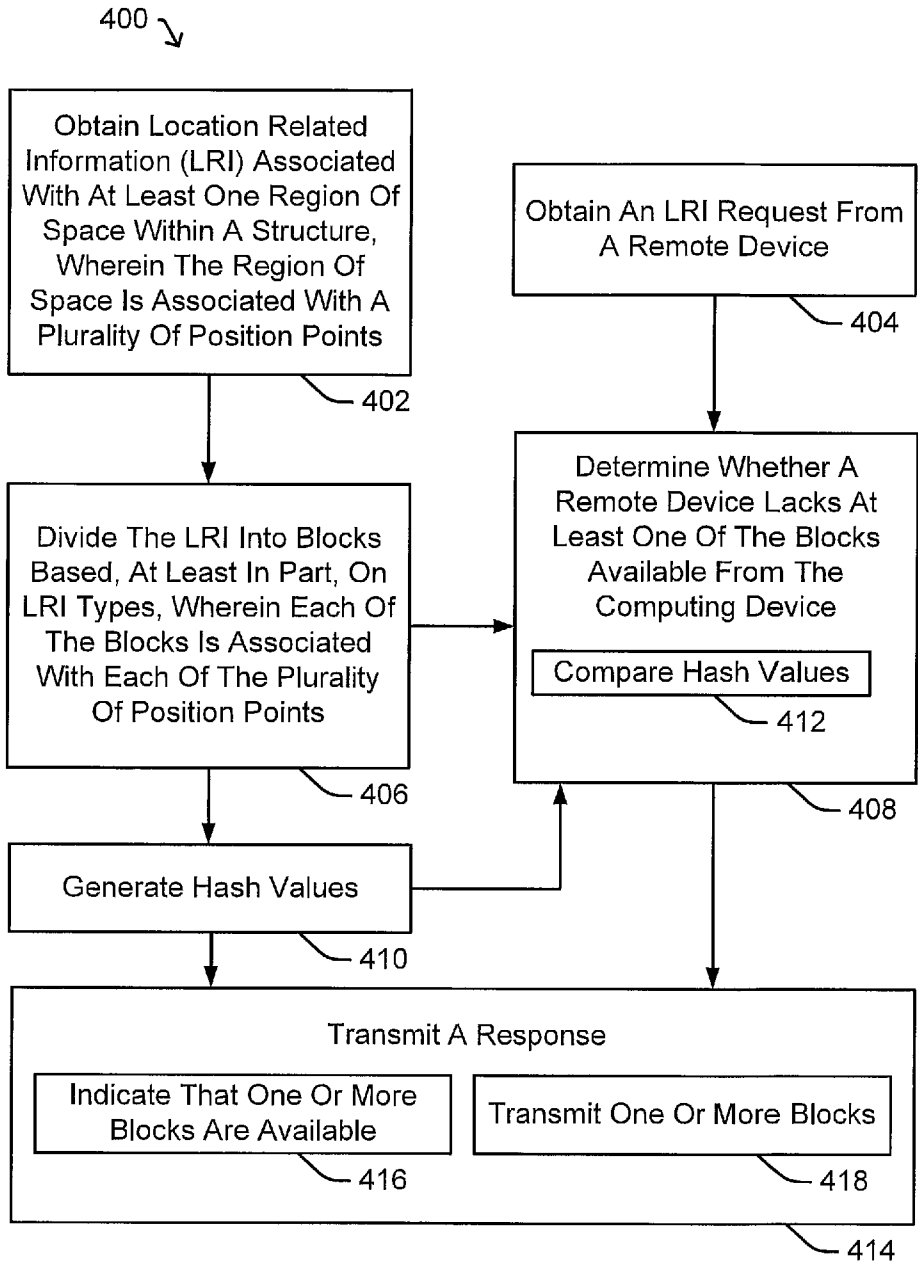 400
Obtain Location Related
Information (LRI) Associated
With At Least One Region Of
Space Within A Structure,
Wherein The Region Of
Space Is Associated With A
Plurality Of Position Points
402
Obtain An LRI Request From
A Remote Device
404
Divide The LRI Into Blocks
Based, At Least In Part, On
LRI Types, Wherein Each Of
The Blocks Is Associated
With Each Of The Plurality
Of Position Points
406
Determine Whether A
Remote Device Lacks At
Least One Of The Blocks
Available From The
Computing Device
Compare Hash Values
412
408
Generate Hash Values
410
Transmit A Response
Indicate That One Or More
Blocks Are Available
416
Transmit One Or More Blocks
418
414